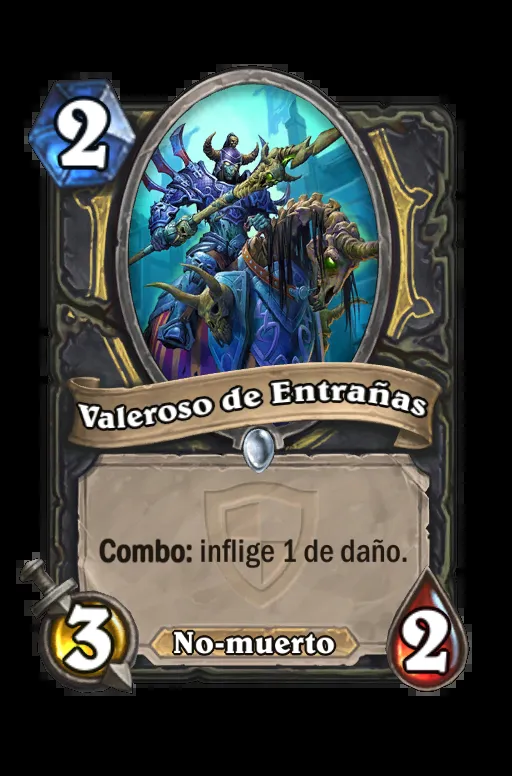 2
Valeroso de Entrañas
Combo: inflige 1 de daño.
3
No-muerto
2